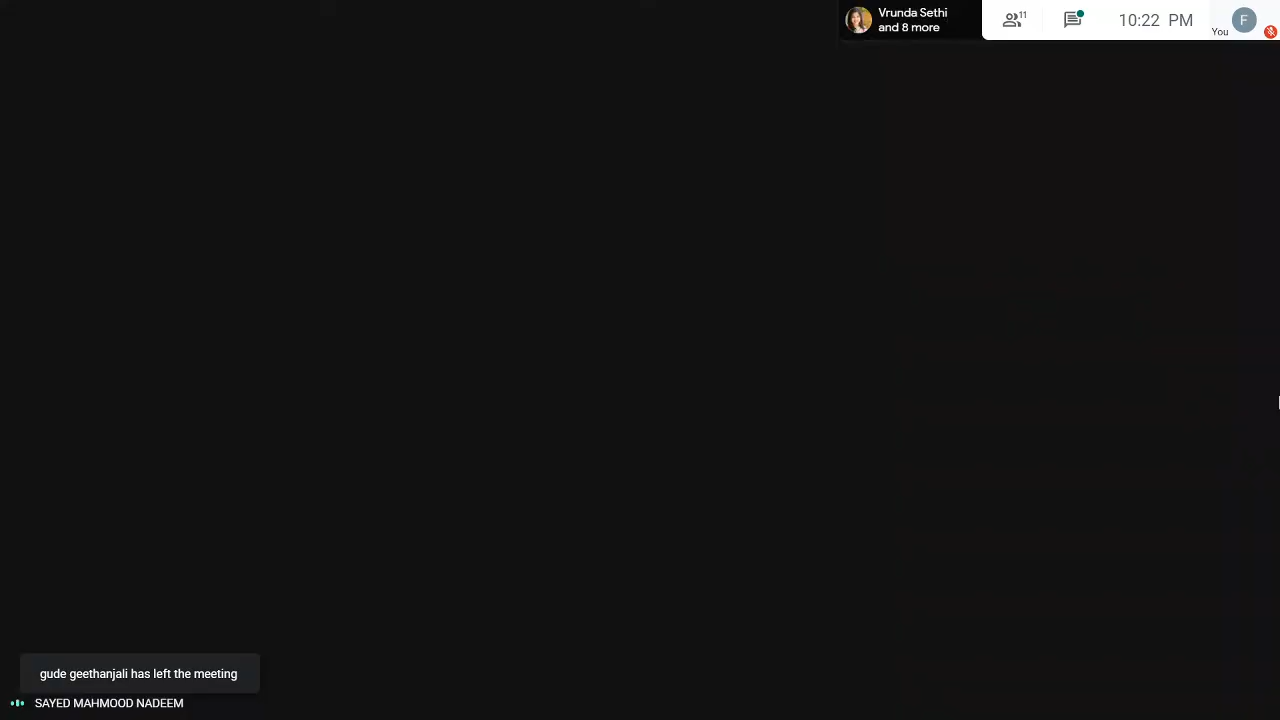 Vrunda Sethi
and 8 more
11
10:22 PM
F
You
gude geethanjali has left the meeting
SAYED MAHMOOD NADEEM